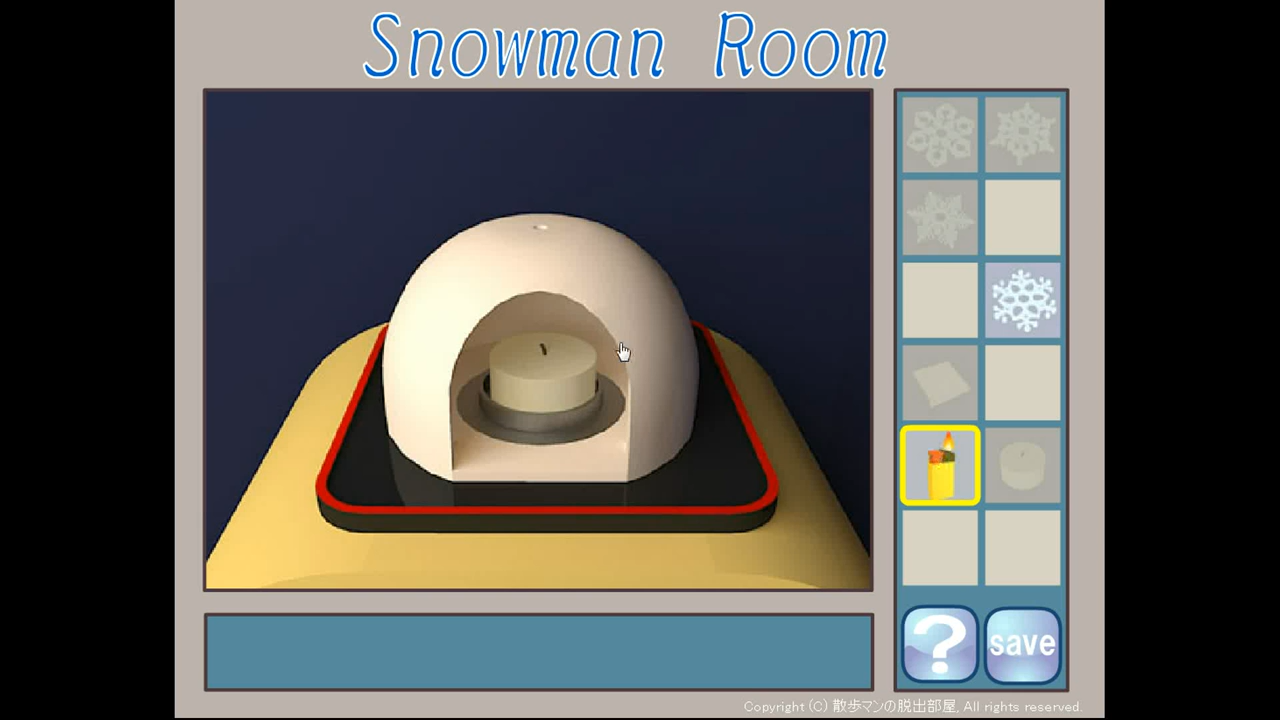 Snowman Room
?
save
Copyright (C) 散歩マンの脱出部屋, All rights reserved.